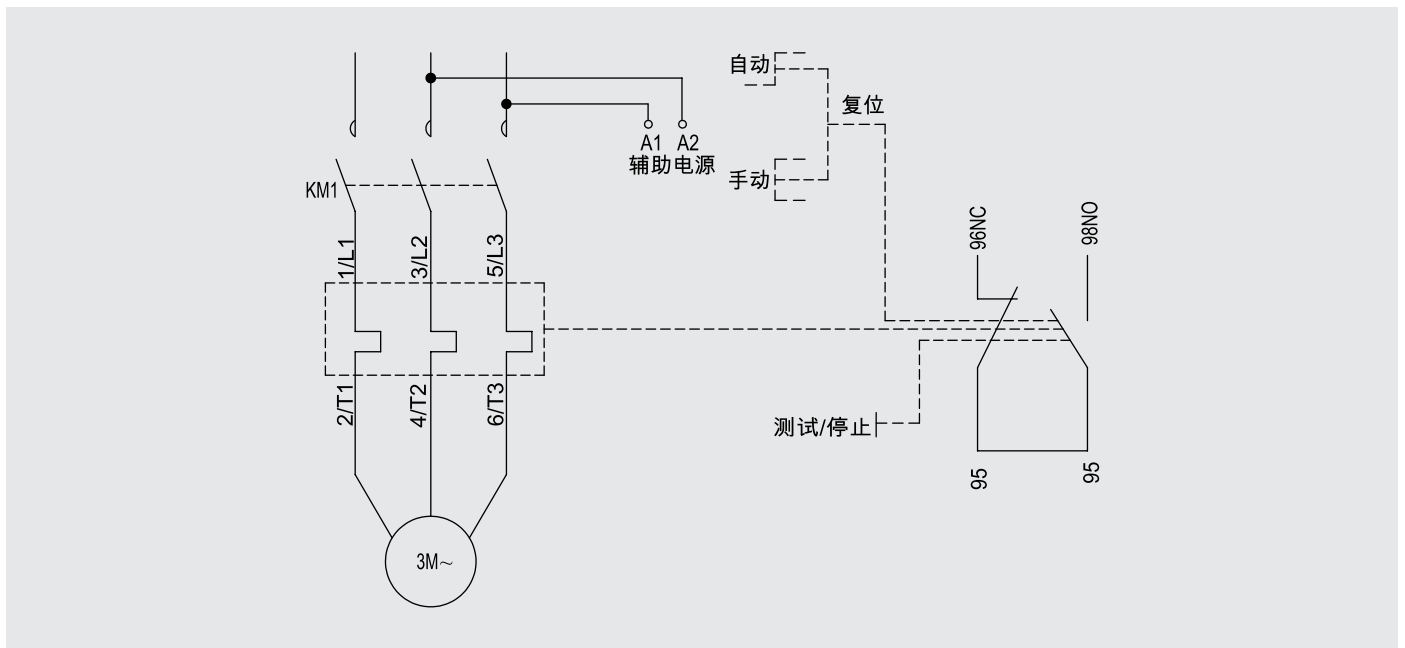 自动
复位
A1 A2
辅助电源
手动
KM1
96NC
98NO
1/L1
3/L2
5/L3
2/T1
4/T2
6/T3
测试/停止
95
95
3M~